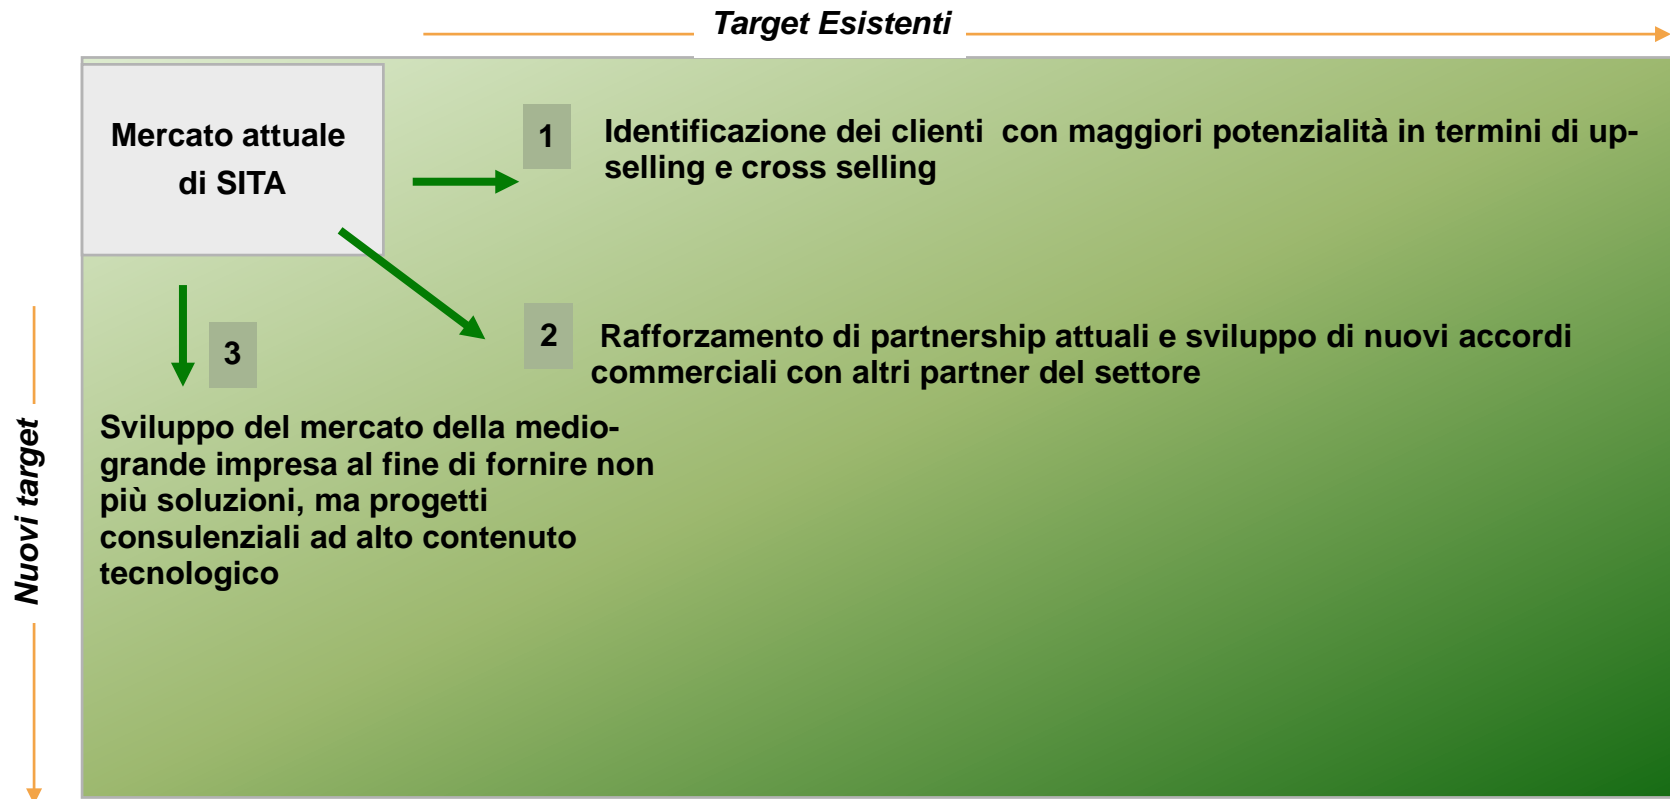 Target Esistenti
Mercato attuale
di SITA
1
Identificazione dei clienti  con maggiori potenzialità in termini di up-
selling e cross selling
2
Rafforzamento di partnership attuali e sviluppo di nuovi accordi
commerciali con altri partner del settore
3
Sviluppo del mercato della medio-
grande impresa al fine di fornire non
più soluzioni, ma progetti
consulenziali ad alto contenuto
tecnologico
Nuovi target